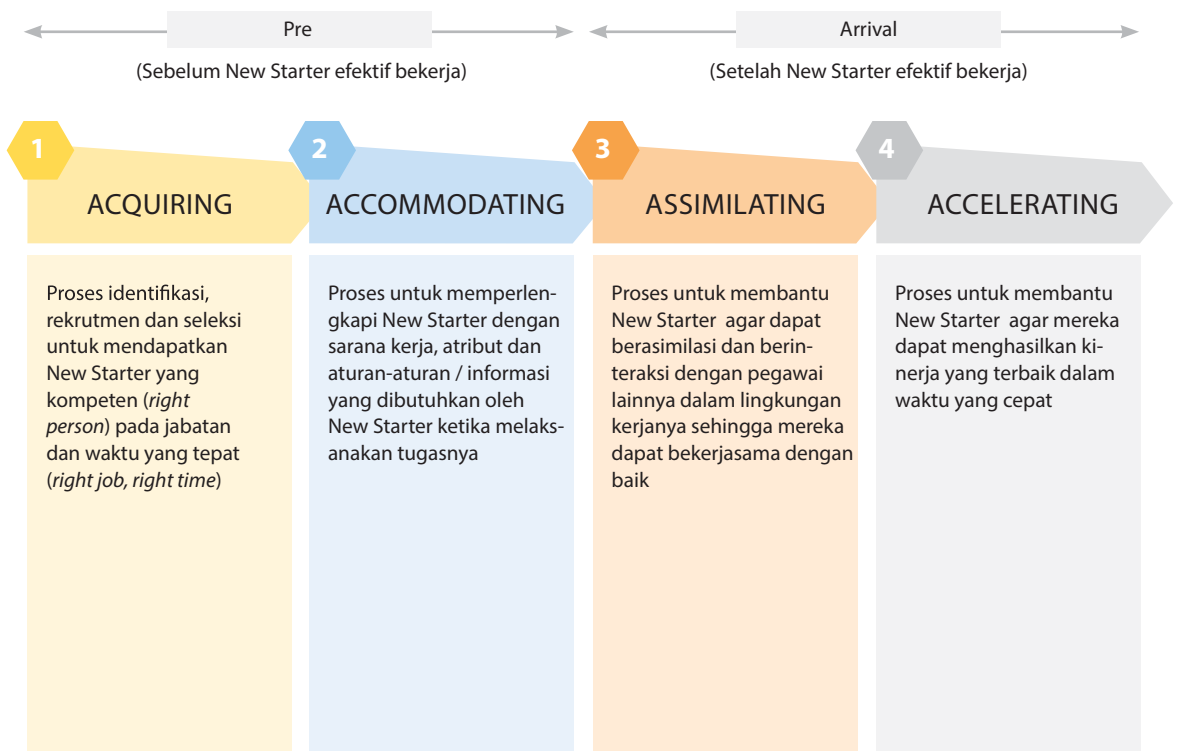 Pre
(Sebelum New Starter efektif bekerja)
Arrival
(Setelah New Starter efektif bekerja)
1
ACQUIRING
Proses identifikasi,
rekrutmen dan seleksi
untuk mendapatkan
New Starter yang
kompeten (right
person) pada jabatan
dan waktu yang tepat
(right job, right time)
2
ACCOMMODATING
Proses untuk memperlen-
gkapi New Starter dengan
sarana kerja, atribut dan
aturan-aturan / informasi
yang dibutuhkan oleh
New Starter ketika melaks-
anakan tugasnya
3
ASSIMILATING
Proses untuk membantu
New Starter  agar dapat
berasimilasi dan berin-
teraksi dengan pegawai
lainnya dalam lingkungan
kerjanya sehingga mereka
dapat bekerjasama dengan
baik
4
ACCELERATING
Proses untuk membantu
New Starter  agar mereka
dapat menghasilkan ki-
nerja yang terbaik dalam
waktu yang cepat